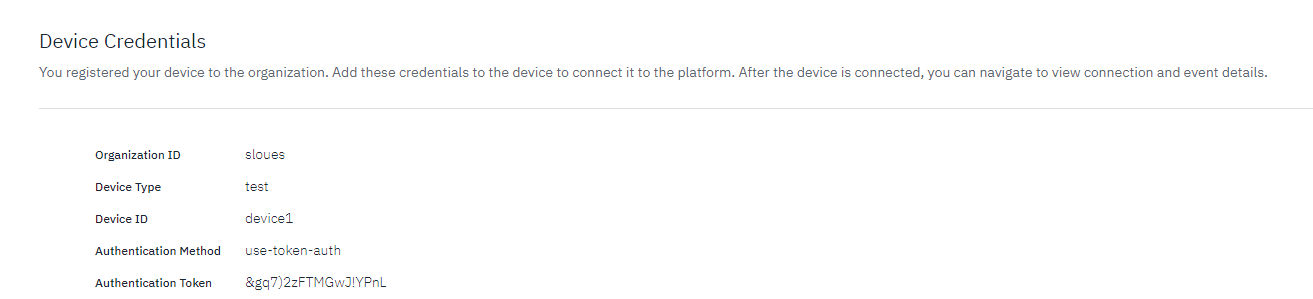 Device Credentials
You registered your device to the organization. Add these credentials to the device to connect it to the platform. After the device is connected, you can navigate to view connection and event details.
Organization ID sloues
Device Type test
Device ID device1
Authentication Method use-token-auth
Authentication Token &gq7)2zFTMGwJ!YPnL